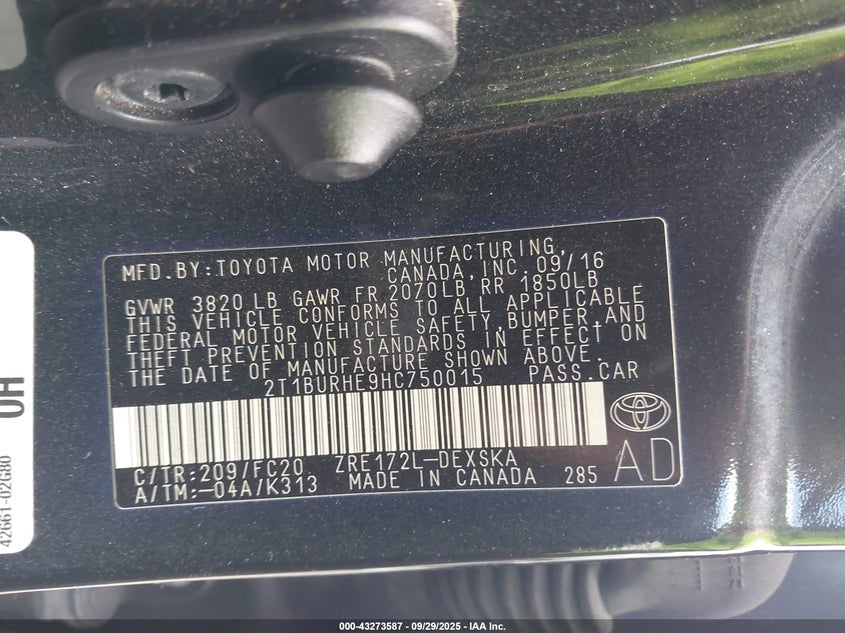 MFD.BY:TOYOTA MOTOR MANUFACTURING,
CANADA,INC. 09/16
GVWR 3820 LB GAWR FR 2070LB RR 1850LB
THIS VEHICLE CONFORMS TO ALL APPLICABLE
FEDERAL MOTOR VEHICLE SAFETY,BUMPER,AND
THEFT PREVENTION STANDARDS IN EFFECT ON
THE DATE OF MANUFACTURE SHOWN ABOVE.
2T1BURHE9HC750015 PASS.CAR
C/TR:209/FC20 ZRE172L-DEXSKA
A/TM:-04A/K313 MADE IN CANADA 285
AD
42661-02G80
OH
000-43273587 - 09/29/2025 - IAA Inc.